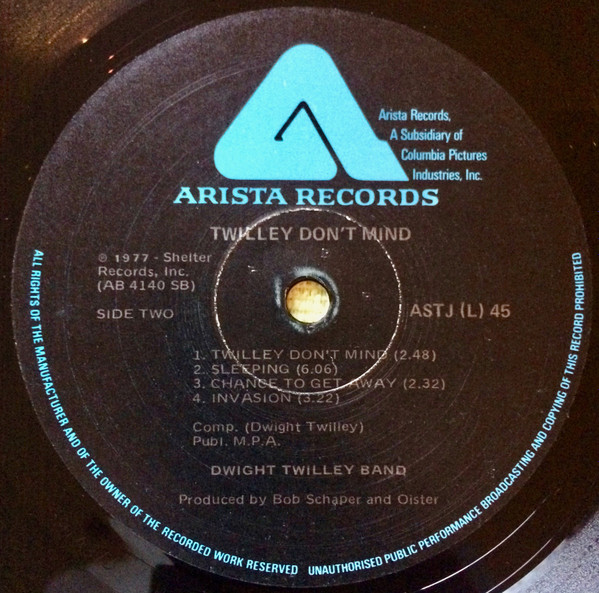 Arista Records,
A Subsidiary of
Columbia Pictures
Industries, Inc.
ARISTA RECORDS
TWILLEY DON'T MIND
℗ 1977 - Shelter
Records, Inc.
(AB 4140 SB)
SIDE TWO
ASTJ (L) 45
1. TWILLEY DON'T MIND (2.48)
2. SLEEPING (6.06)
3. CHANCE TO GET AWAY (2.32)
4. INVASION (3.22)
Comp. (Dwight Twilley)
Publ. M.P.A.
DWIGHT TWILLEY BAND
Produced by Bob Schaper and Oister
ALL RIGHTS OF THE MANUFACTURER AND OF THE OWNER OF THE RECORDED WORK RESERVED UNAUTHORISED PUBLIC PERFORMANCE BROADCASTING AND COPYING OF THIS RECORD PROHIBITED